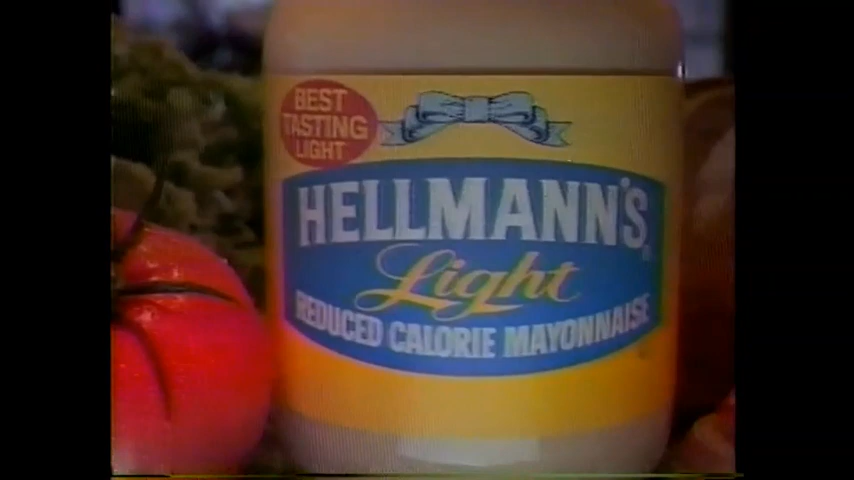 BEST
TASTING
LIGHT
HELLMANN'S
Light
REDUCED CALORIE MAYONNAISE